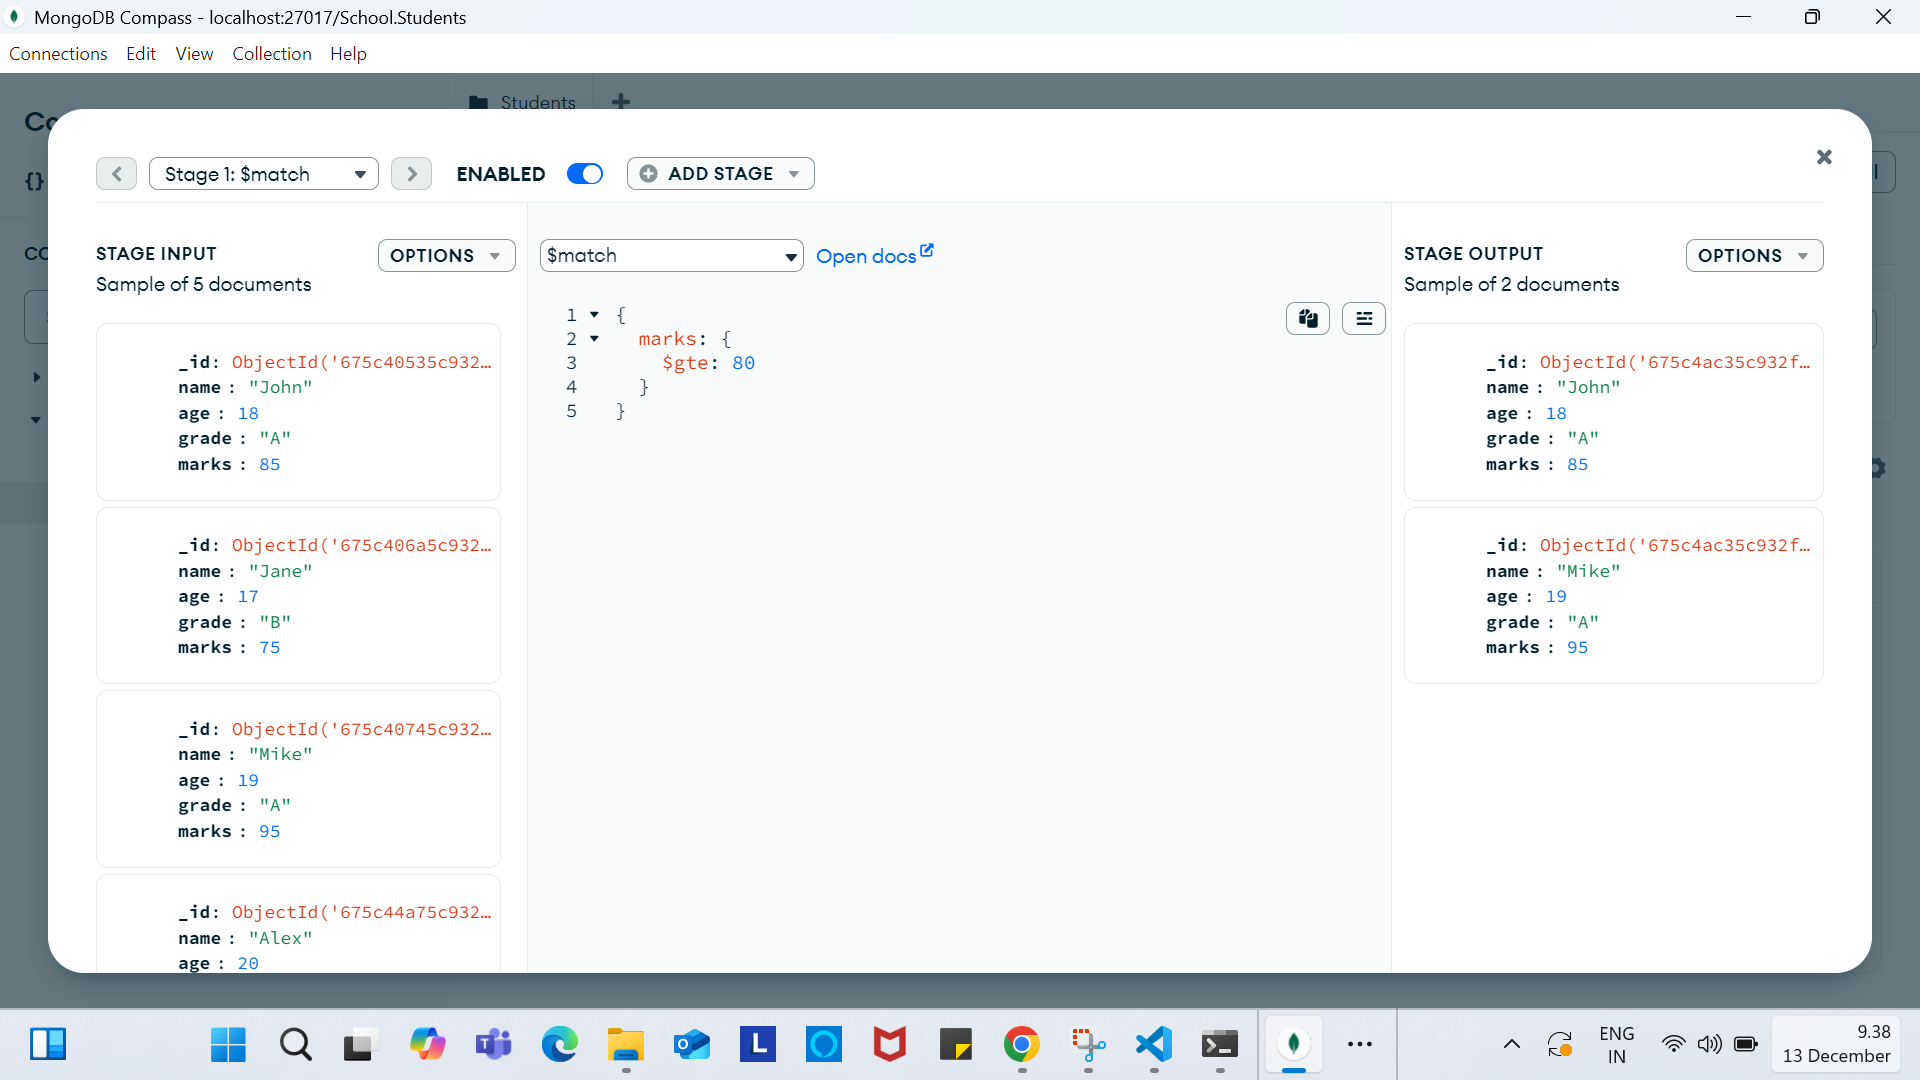 MongoDB Compass - localhost:27017/School.Students
Connections Edit View Collection Help
Students
Co
Stage 1: $match
ENABLED
ADD STAGE
{}
CO
STAGE INPUT
OPTIONS
Sample of 5 documents
_id: ObjectId('675c40535c932…
name : "John"
age : 18
grade : "A"
marks : 85
_id: ObjectId('675c406a5c932…
name : "Jane"
age : 17
grade : "B"
marks : 75
_id: ObjectId('675c40745c932…
name : "Mike"
age : 19
grade : "A"
marks : 95
_id: ObjectId('675c44a75c932…
name : "Alex"
age : 20
$match
Open docs
1 {
2 marks: {
3 $gte: 80
4 }
5 }
STAGE OUTPUT
OPTIONS
Sample of 2 documents
_id: ObjectId('675c4ac35c932f…
name : "John"
age : 18
grade : "A"
marks : 85
_id: ObjectId('675c4ac35c932f…
name : "Mike"
age : 19
grade : "A"
marks : 95
L
ENG
IN
9.38
13 December